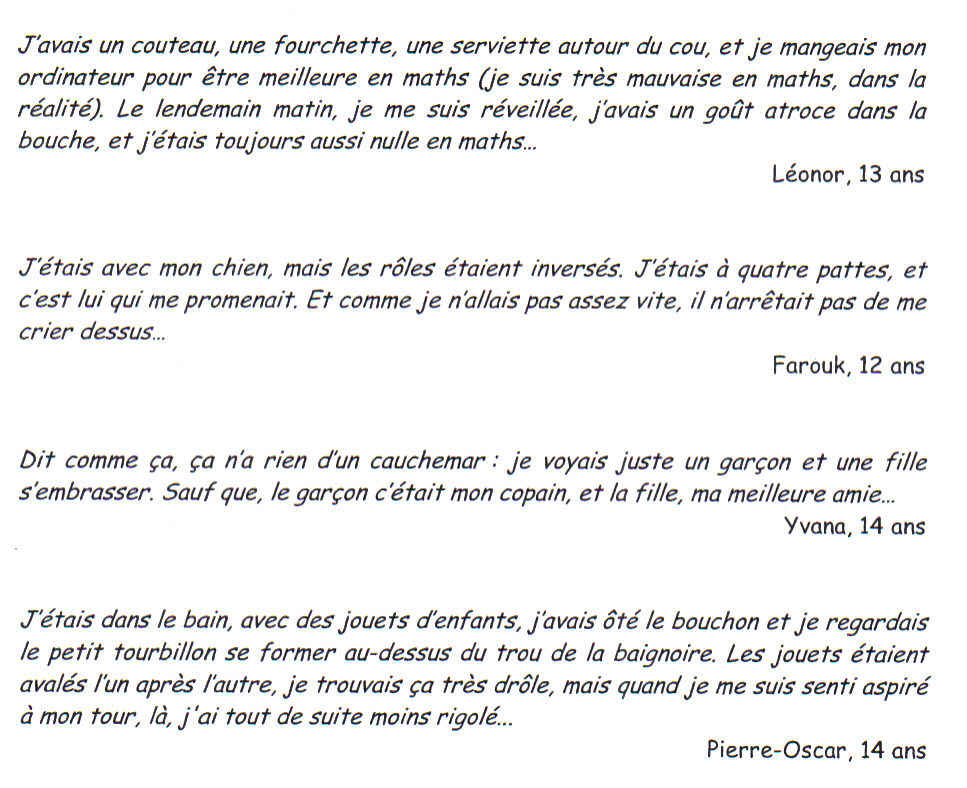 J'avais un couteau, une fourchette, une serviette autour du cou, et je mangeais mon
ordinateur pour être meilleure en maths (je suis très mauvaise en maths, dans la
réalité). Le lendemain matin, je me suis réveillée, j'avais un goût atroce dans la
bouche, et j'étais toujours aussi nulle en maths...
Léonor, 13 ans
J'étais avec mon chien, mais les rôles étaient inversés. J'étais à quatre pattes, et
c'est lui qui me promenait. Et comme je n'allais pas assez vite, il n'arrêtait pas de me
crier dessus...
Farouk, 12 ans
Dit comme ça, ça n'a rien d'un cauchemar : je voyais juste un garçon et une fille
s'embrasser. Sauf que, le garçon c'était mon copain, et la fille, ma meilleure amie...
Yvana, 14 ans
J'étais dans le bain, avec des jouets d'enfants, j'avais ôté le bouchon et je regardais
le petit tourbillon se former au-dessus du trou de la baignoire. Les jouets étaient
avalés l'un après l'autre, je trouvais ça très drôle, mais quand je me suis senti aspiré
à mon tour, là, j'ai tout de suite moins rigolé...
Pierre-Oscar, 14 ans